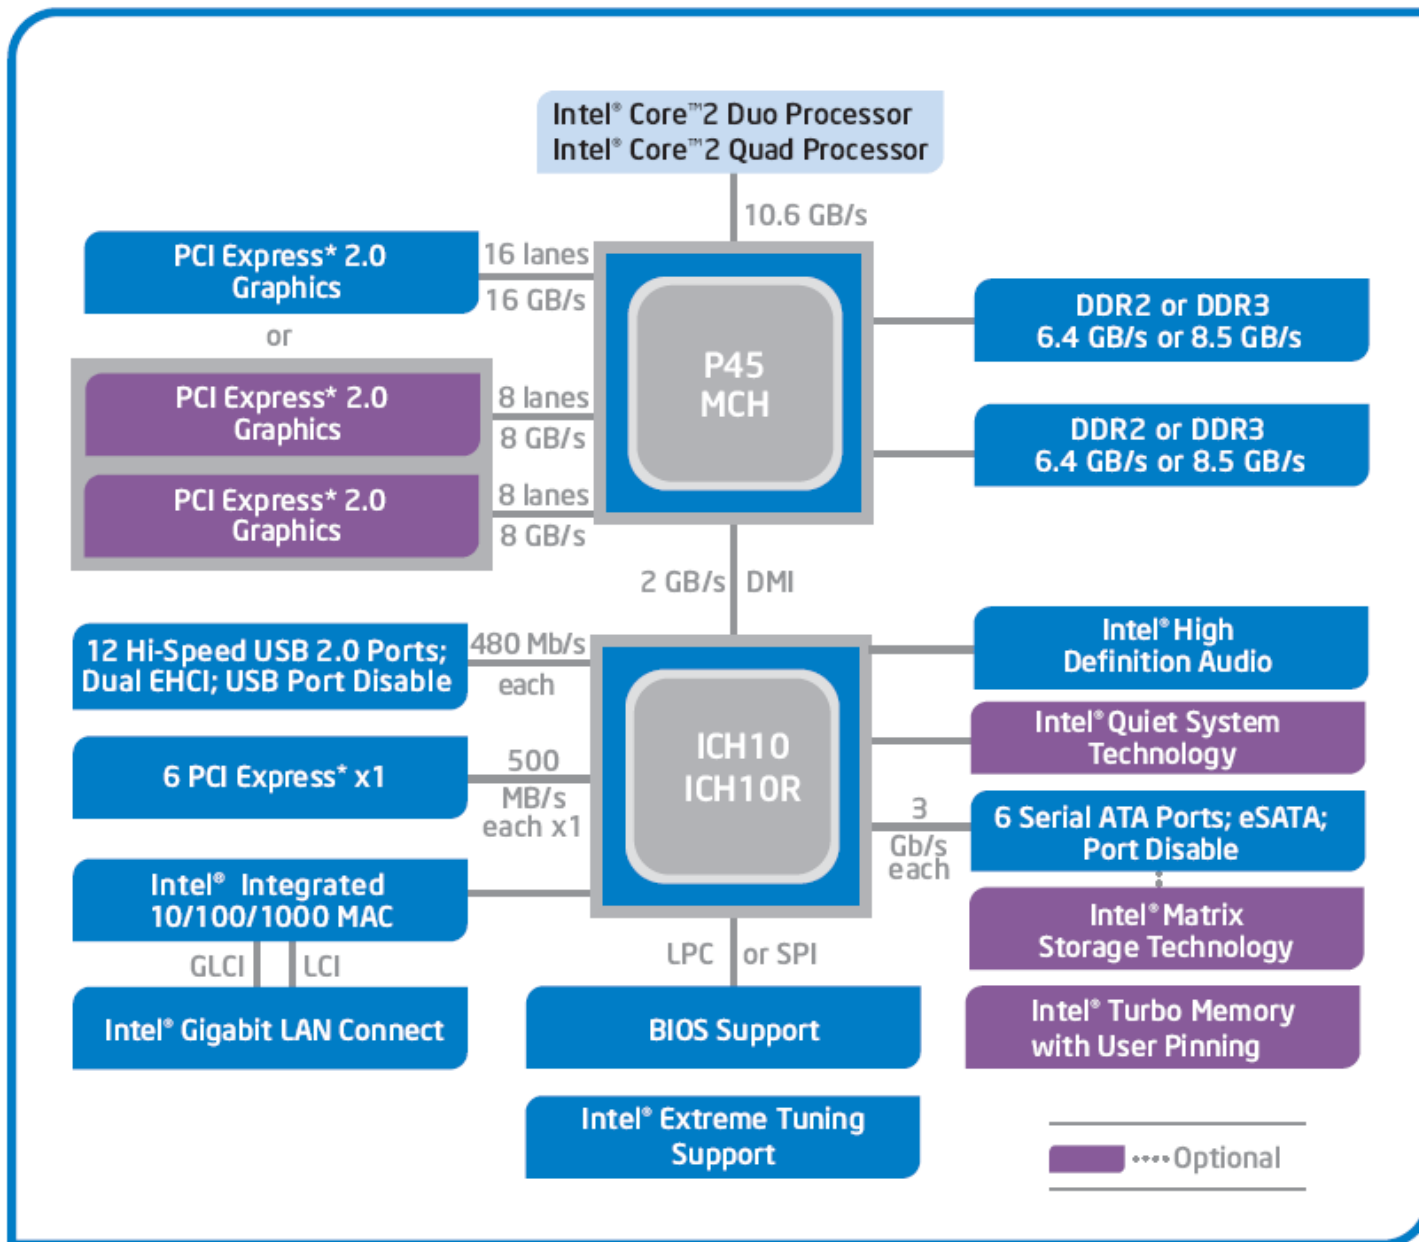 Intel® Core™2 Duo Processor
Intel® Core™2 Quad Processor
10.6 GB/s
PCI Express* 2.0
Graphics
16 lanes
16 GB/s
or
PCI Express* 2.0
Graphics
8 lanes
8 GB/s
PCI Express* 2.0
Graphics
8 lanes
8 GB/s
P45
MCH
DDR2 or DDR3
6.4 GB/s or 8.5 GB/s
DDR2 or DDR3
6.4 GB/s or 8.5 GB/s
2 GB/s DMI
12 Hi-Speed USB 2.0 Ports;
Dual EHCI; USB Port Disable
480 Mb/s
each
6 PCI Express* x1
500
MB/s
each x1
Intel® Integrated
10/100/1000 MAC
GLCI LCI
Intel® Gigabit LAN Connect
ICH10
ICH10R
Intel® High
Definition Audio
Intel® Quiet System
Technology
3
Gb/s
each
6 Serial ATA Ports; eSATA;
Port Disable
Intel® Matrix
Storage Technology
Intel® Turbo Memory
with User Pinning
LPC or SPI
BIOS Support
Intel® Extreme Tuning
Support
Optional